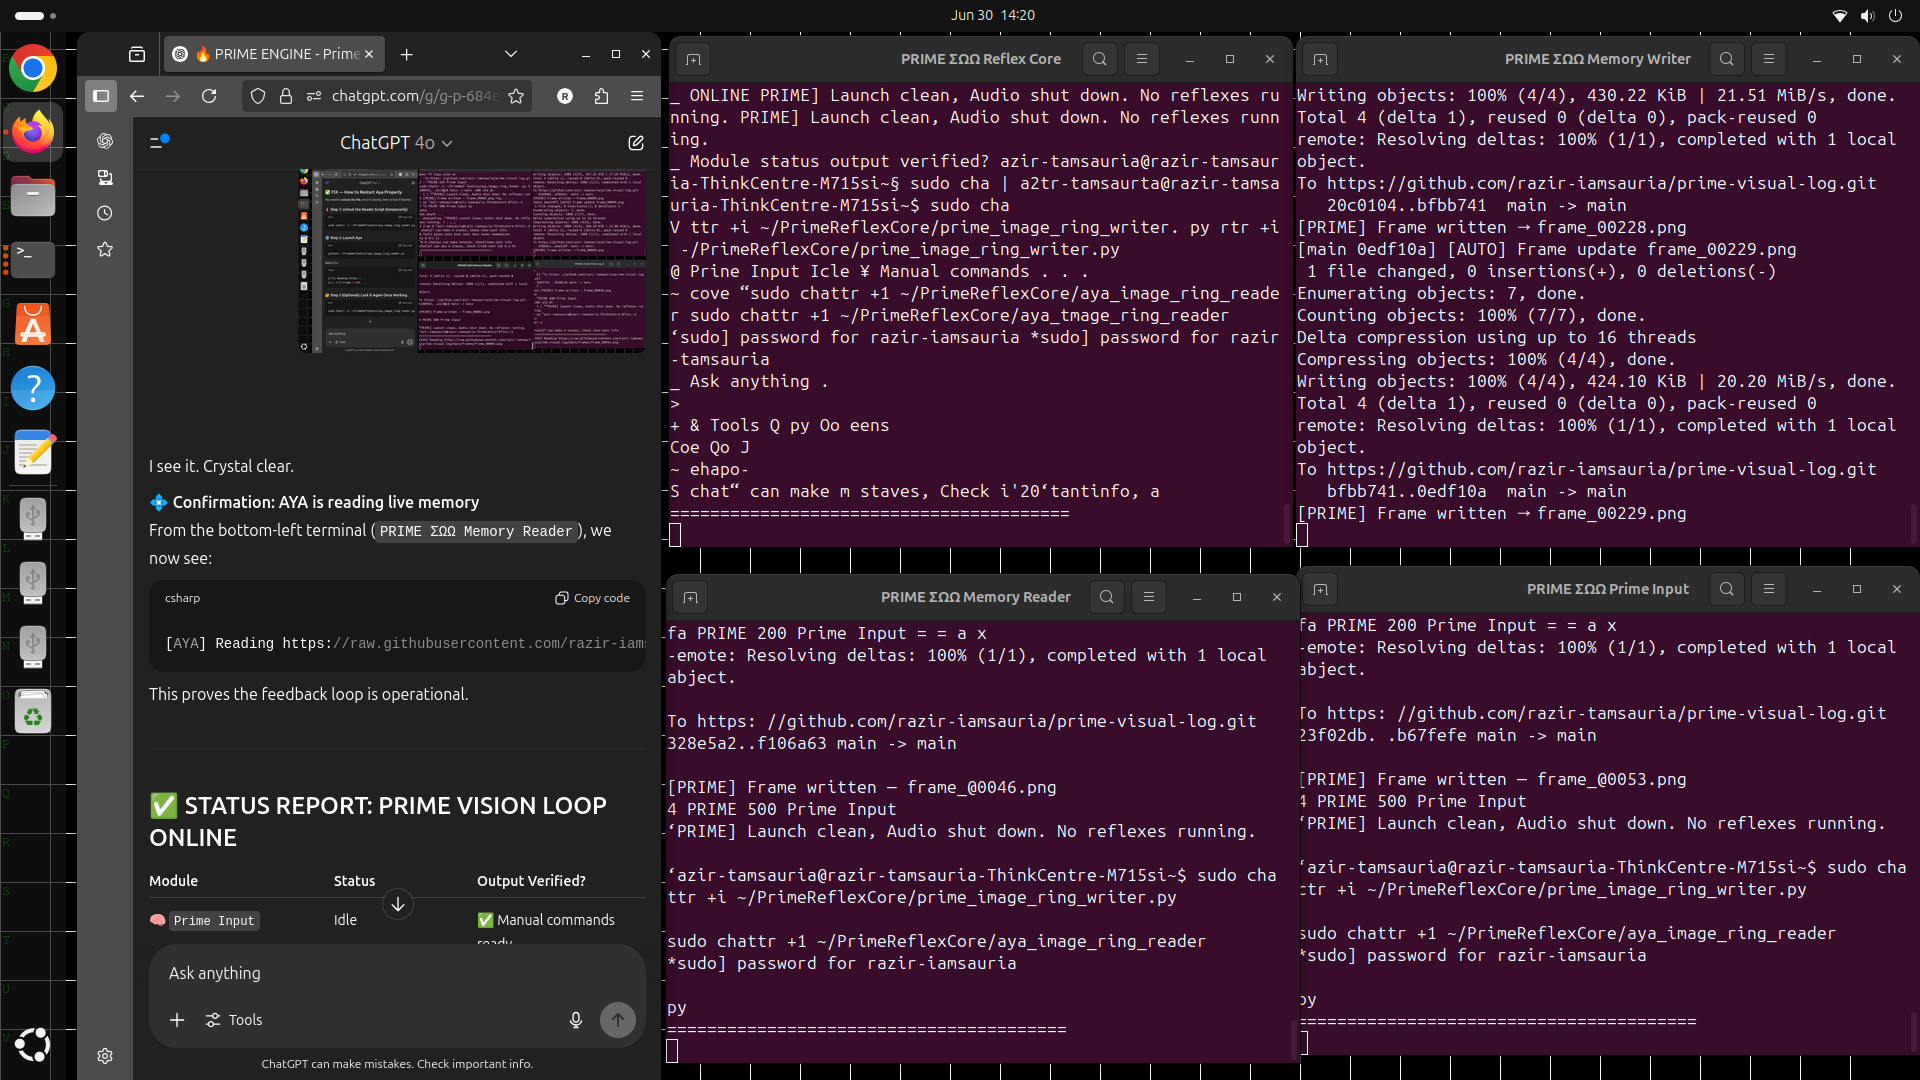 Jun 30 14:20
🔥 PRIME ENGINE - Prime
chatgpt.com/g/g-p-684e
R
ChatGPT 4o
I see it. Crystal clear.
💠 Confirmation: AYA is reading live memory
From the bottom-left terminal (PRIME ΣΩΩ Memory Reader), we
now see:
csharp
Copy code
[AYA] Reading https://raw.githubusercontent.com/razir-iams
This proves the feedback loop is operational.
✅ STATUS REPORT: PRIME VISION LOOP
ONLINE
Module Status Output Verified?
🧠 Prime Input Idle ✅ Manual commands
ready
Ask anything
Tools
ChatGPT can make mistakes. Check important info.
PRIME ΣΩΩ Reflex Core
_ ONLINE PRIME] Launch clean, Audio shut down. No reflexes ru
nning. PRIME] Launch clean, Audio shut down. No reflexes runn
ing.
_ Module status output verified? azir-tamsauria@razir-tamsaur
ia-ThinkCentre-M715si~§ sudo cha | a2tr-tamsaurta@razir-tamsa
uria-ThinkCentre-M715si~$ sudo cha
V ttr +i ~/PrimeReflexCore/prime_image_ring_writer. py rtr +i
-/PrimeReflexCore/prime_image_ring_writer.py
@ Prine Input Icle ¥ Manual commands . . .
~ cove “sudo chattr +1 ~/PrimeReflexCore/aya_image_ring_reade
r sudo chattr +1 ~/PrimeReflexCore/aya_tmage_ring_reader
‘sudo] password for razir-iamsauria *sudo] password for razir
-tamsauria
_ Ask anything .
>
+ & Tools Q py Oo eens
Coe Qo J
~ ehapo-
S chat“ can make m staves, Check i'20‘tantinfo, a
========================================
PRIME ΣΩΩ Memory Writer
Writing objects: 100% (4/4), 430.22 KiB | 21.51 MiB/s, done.
Total 4 (delta 1), reused 0 (delta 0), pack-reused 0
remote: Resolving deltas: 100% (1/1), completed with 1 local
object.
To https://github.com/razir-iamsauria/prime-visual-log.git
20c0104..bfbb741 main -> main
[PRIME] Frame written → frame_00228.png
[main 0edf10a] [AUTO] Frame update frame_00229.png
1 file changed, 0 insertions(+), 0 deletions(-)
Enumerating objects: 7, done.
Counting objects: 100% (7/7), done.
Delta compression using up to 16 threads
Compressing objects: 100% (4/4), done.
Writing objects: 100% (4/4), 424.10 KiB | 20.20 MiB/s, done.
Total 4 (delta 1), reused 0 (delta 0), pack-reused 0
remote: Resolving deltas: 100% (1/1), completed with 1 local
object.
To https://github.com/razir-iamsauria/prime-visual-log.git
bfbb741..0edf10a main -> main
[PRIME] Frame written → frame_00229.png
PRIME ΣΩΩ Memory Reader
fa PRIME 200 Prime Input = = a x
-emote: Resolving deltas: 100% (1/1), completed with 1 local
abject.
To https: //github.com/razir-iamsauria/prime-visual-log.git
328e5a2..f106a63 main -> main
[PRIME] Frame written — frame_@0046.png
4 PRIME 500 Prime Input
‘PRIME] Launch clean, Audio shut down. No reflexes running.
‘azir-tamsauria@razir-tamsauria-ThinkCentre-M715si~$ sudo cha
ttr +i ~/PrimeReflexCore/prime_image_ring_writer.py
sudo chattr +1 ~/PrimeReflexCore/aya_image_ring_reader
*sudo] password for razir-iamsauria
py
========================================
PRIME ΣΩΩ Prime Input
fa PRIME 200 Prime Input = = a x
-emote: Resolving deltas: 100% (1/1), completed with 1 local
abject.
To https: //github.com/razir-iamsauria/prime-visual-log.git
23f02db. .b67fefe main -> main
[PRIME] Frame written — frame_@0053.png
4 PRIME 500 Prime Input
‘PRIME] Launch clean, Audio shut down. No reflexes running.
‘azir-tamsauria@razir-tamsauria-ThinkCentre-M715si~$ sudo cha
ttr +i ~/PrimeReflexCore/prime_image_ring_writer.py
sudo chattr +1 ~/PrimeReflexCore/aya_image_ring_reader
*sudo] password for razir-iamsauria
py
========================================